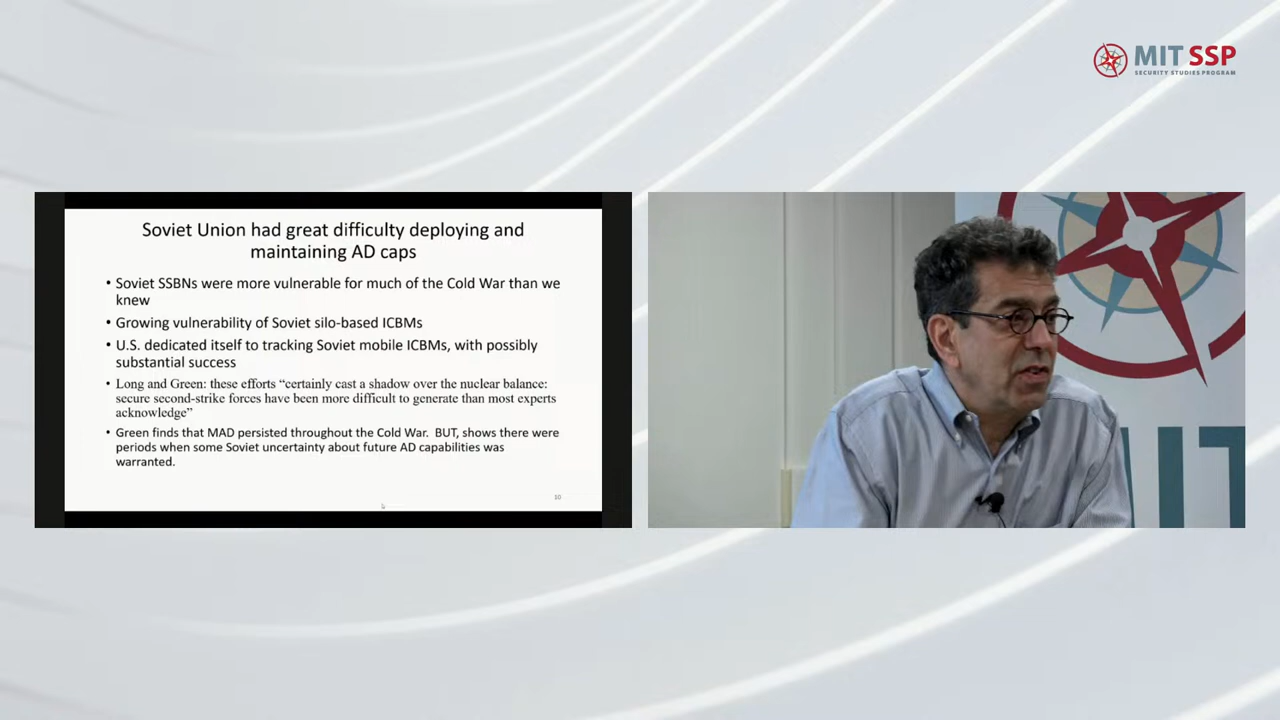 MIT SSP
SECURITY STUDIES PROGRAM
Soviet Union had great difficulty deploying and
maintaining AD caps
• Soviet SSBNs were more vulnerable for much of the Cold War than we
knew
• Growing vulnerability of Soviet silo-based ICBMs
• U.S. dedicated itself to tracking Soviet mobile ICBMs, with possibly
substantial success
• Long and Green: these efforts “certainly cast a shadow over the nuclear balance:
secure second-strike forces have been more difficult to generate than most experts
acknowledge”
• Green finds that MAD persisted throughout the Cold War.  BUT, shows there were
periods when some Soviet uncertainty about future AD capabilities was
warranted.
10
MIT